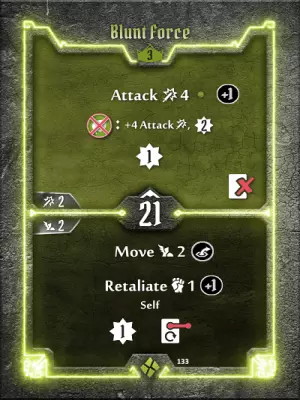 Blunt Force
3
Attack 4 +1
: +4 Attack , 2
1
2
21
2
Move 2
Retaliate 1 +1
Self
1
133